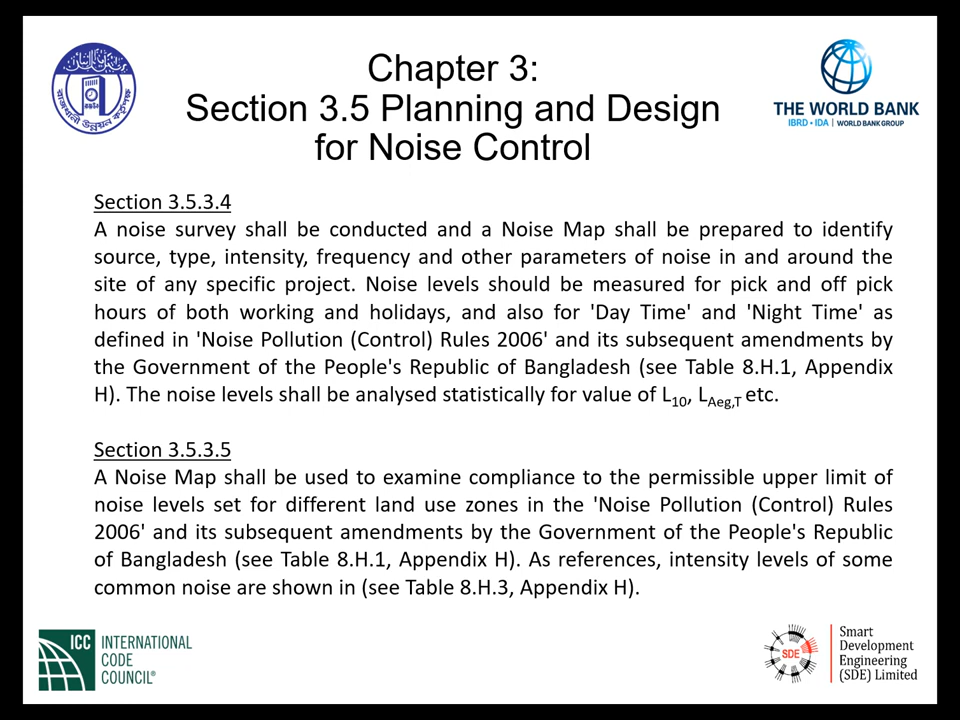 Chapter 3:
Section 3.5 Planning and Design
for Noise Control
THE WORLD BANK
IBRD • IDA | WORLD BANK GROUP
Section 3.5.3.4
A noise survey shall be conducted and a Noise Map shall be prepared to identify
source, type, intensity, frequency and other parameters of noise in and around the
site of any specific project. Noise levels should be measured for pick and off pick
hours of both working and holidays, and also for 'Day Time' and 'Night Time' as
defined in 'Noise Pollution (Control) Rules 2006' and its subsequent amendments by
the Government of the People's Republic of Bangladesh (see Table 8.H.1, Appendix
H). The noise levels shall be analysed statistically for value of L10, LAeg,T etc.
Section 3.5.3.5
A Noise Map shall be used to examine compliance to the permissible upper limit of
noise levels set for different land use zones in the 'Noise Pollution (Control) Rules
2006' and its subsequent amendments by the Government of the People's Republic
of Bangladesh (see Table 8.H.1, Appendix H). As references, intensity levels of some
common noise are shown in (see Table 8.H.3, Appendix H).
ICC INTERNATIONAL
CODE
COUNCIL®
SDE
Smart
Development
Engineering
(SDE) Limited